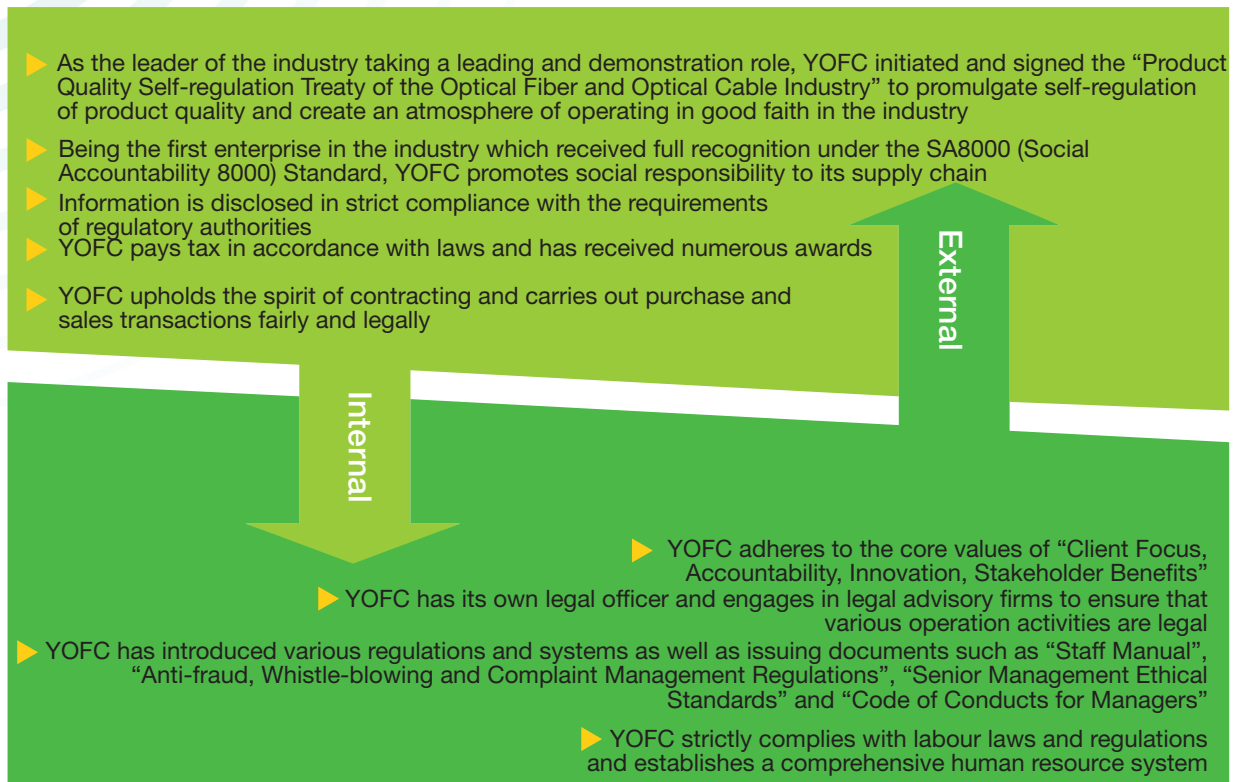 As the leader of the industry taking a leading and demonstration role, YOFC initiated and signed the “Product
Quality Self-regulation Treaty of the Optical Fiber and Optical Cable Industry” to promulgate self-regulation
of product quality and create an atmosphere of operating in good faith in the industry
Being the first enterprise in the industry which received full recognition under the SA8000 (Social
Accountability 8000) Standard, YOFC promotes social responsibility to its supply chain
Information is disclosed in strict compliance with the requirements
of regulatory authorities
YOFC pays tax in accordance with laws and has received numerous awards
YOFC upholds the spirit of contracting and carries out purchase and
sales transactions fairly and legally
External
Internal
YOFC adheres to the core values of “Client Focus,
Accountability, Innovation, Stakeholder Benefits”
YOFC has its own legal officer and engages in legal advisory firms to ensure that
various operation activities are legal
YOFC has introduced various regulations and systems as well as issuing documents such as “Staff Manual”,
“Anti-fraud, Whistle-blowing and Complaint Management Regulations”, “Senior Management Ethical
Standards” and “Code of Conducts for Managers”
YOFC strictly complies with labour laws and regulations
and establishes a comprehensive human resource system